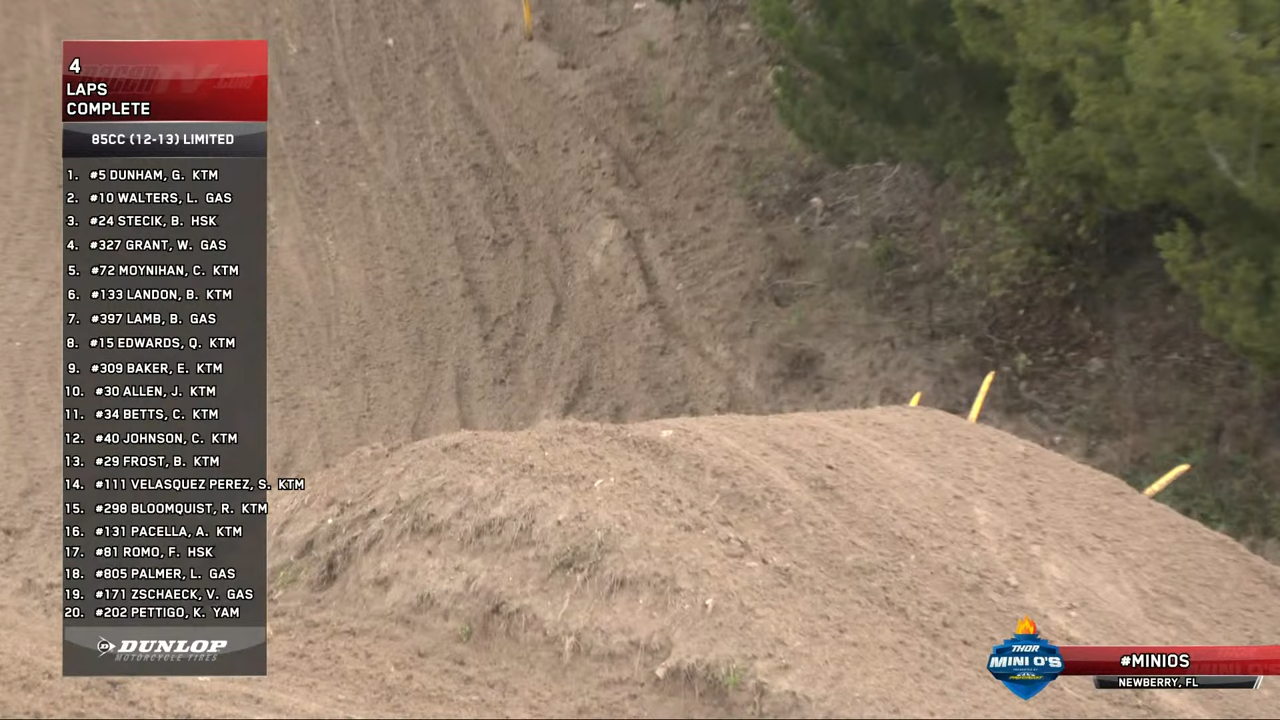 4
LAPS
COMPLETE
85CC (12-13) LIMITED
1. #5 DUNHAM, G. KTM
2. #10 WALTERS, L. GAS
3. #24 STECIK, B. HSK
4. #327 GRANT, W. GAS
5. #72 MOYNIHAN, C. KTM
6. #133 LANDON, B. KTM
7. #397 LAMB, B. GAS
8. #15 EDWARDS, Q. KTM
9. #309 BAKER, E. KTM
10. #30 ALLEN, J. KTM
11. #34 BETTS, C. KTM
12. #40 JOHNSON, C. KTM
13. #29 FROST, B. KTM
14. #111 VELASQUEZ PEREZ, S. KTM
15. #298 BLOOMQUIST, R. KTM
16. #131 PACELLA, A. KTM
17. #81 ROMO, F. HSK
18. #805 PALMER, L. GAS
19. #171 ZSCHAECK, V. GAS
20. #202 PETTIGO, K. YAM
DUNLOP
MOTORCYCLE TIRES
THOR
MINI O'S
#MINIOS
NEWBERRY, FL